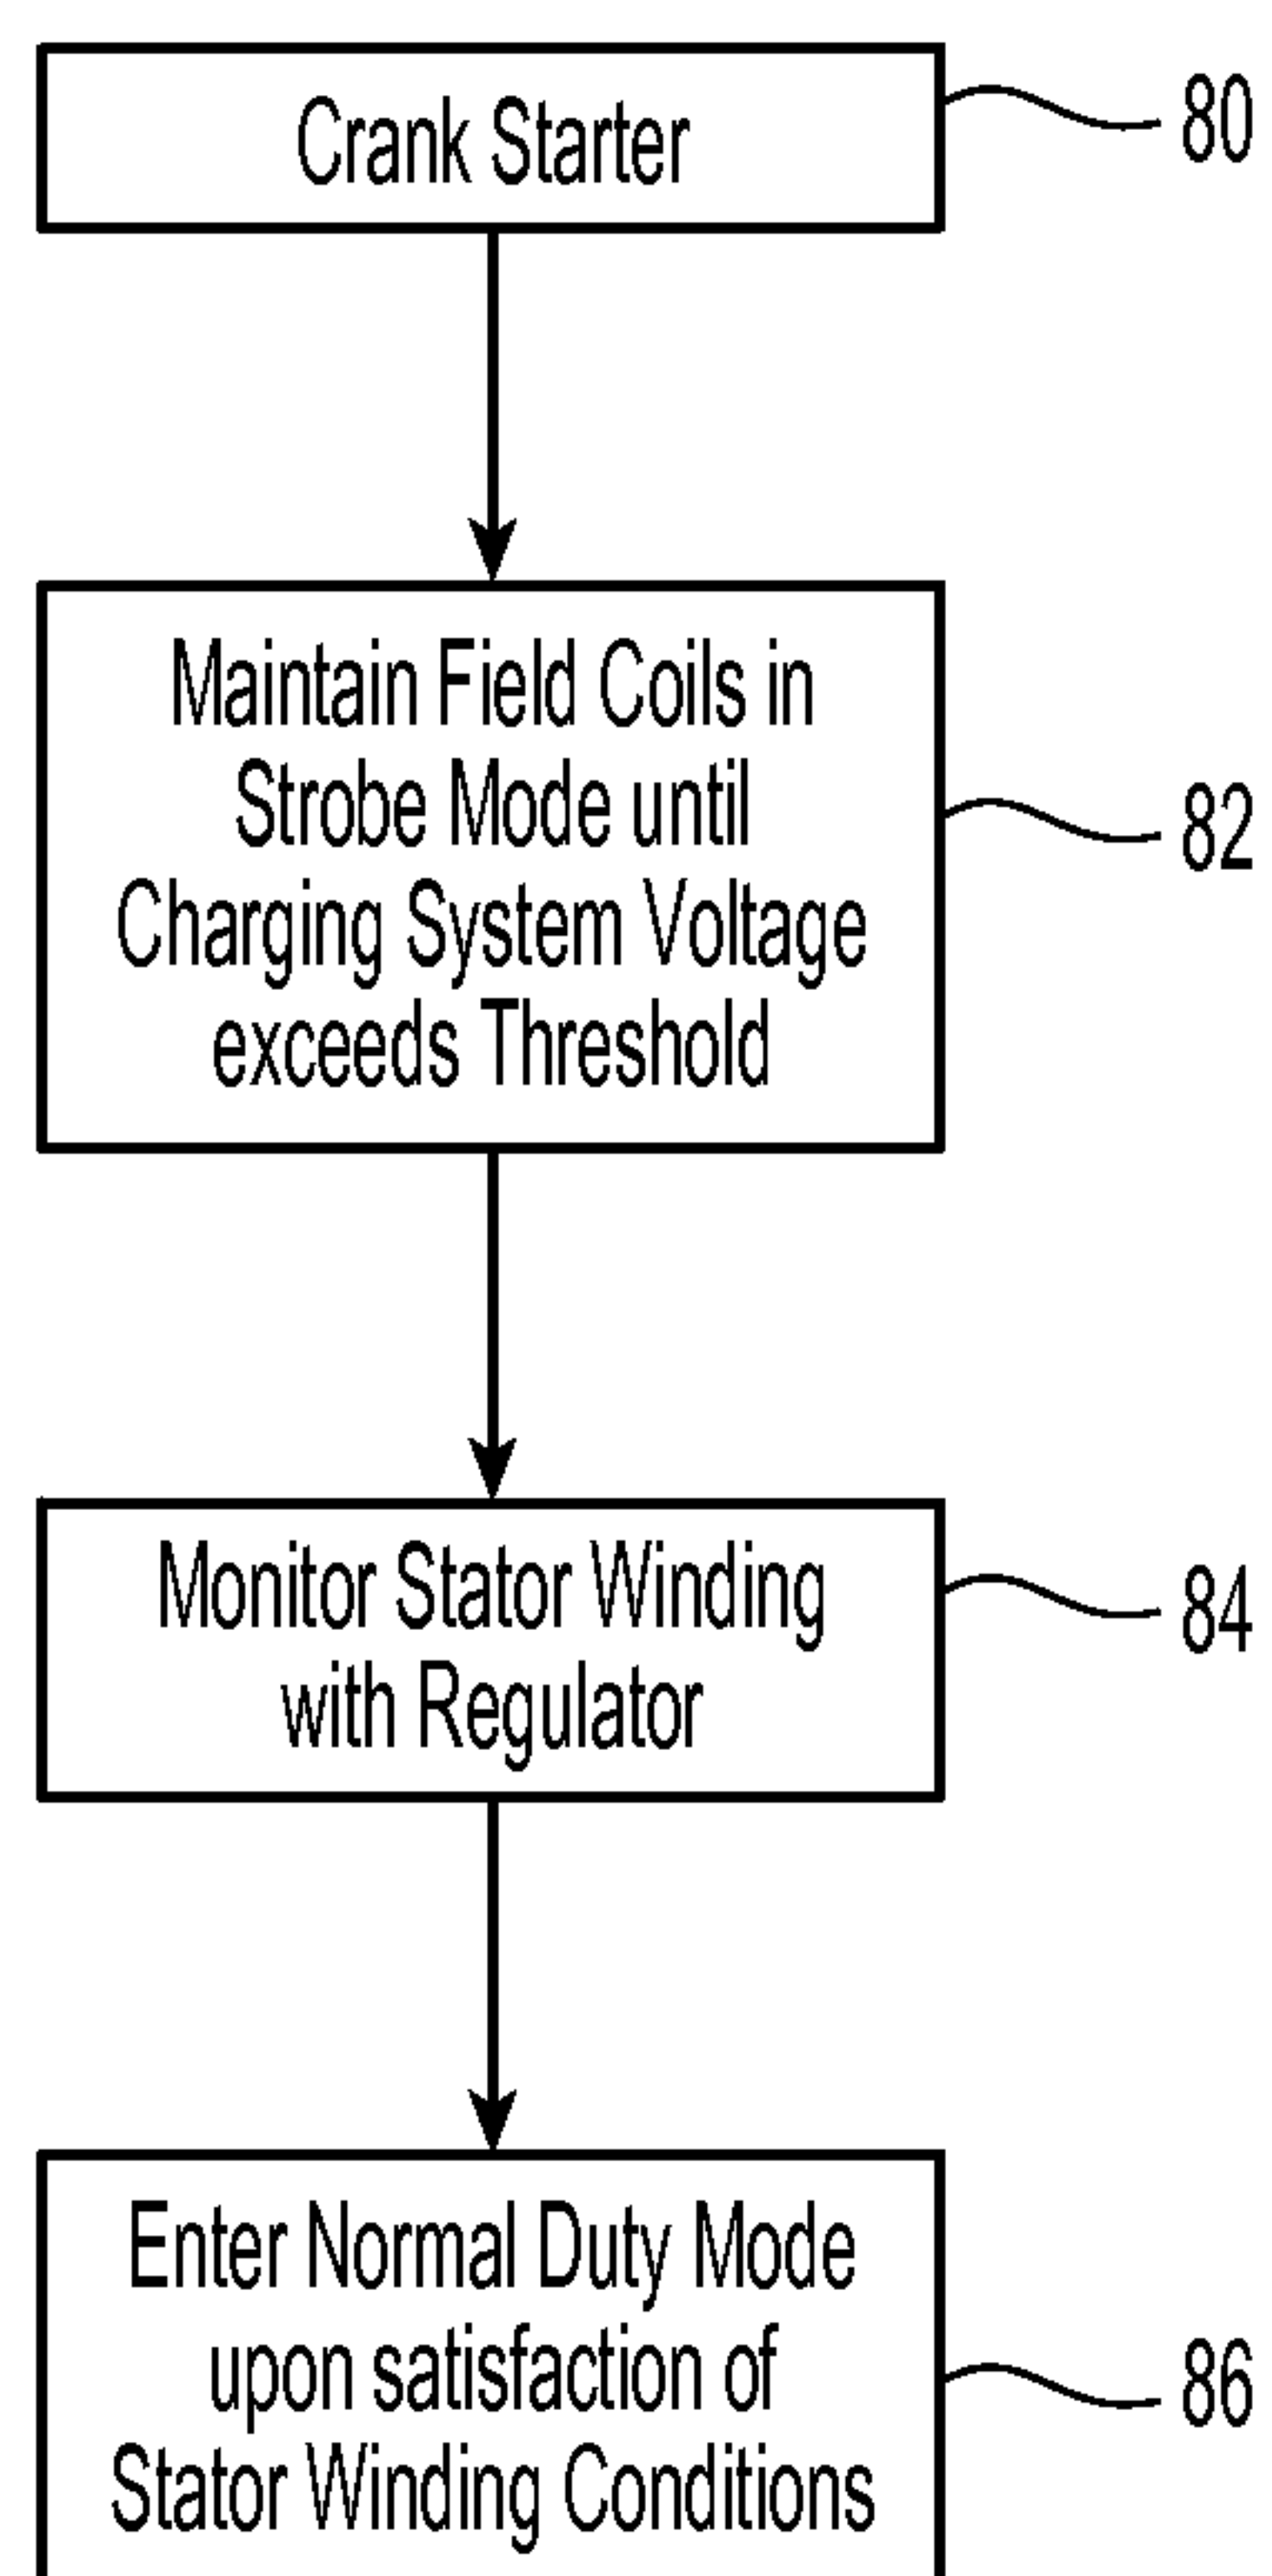 Crank Starter
80
Maintain Field Coils in
Strobe Mode until
Charging System Voltage
exceeds Threshold
82
Monitor Stator Winding
with Regulator
84
Enter Normal Duty Mode
upon satisfaction of
Stator Winding Conditions
86